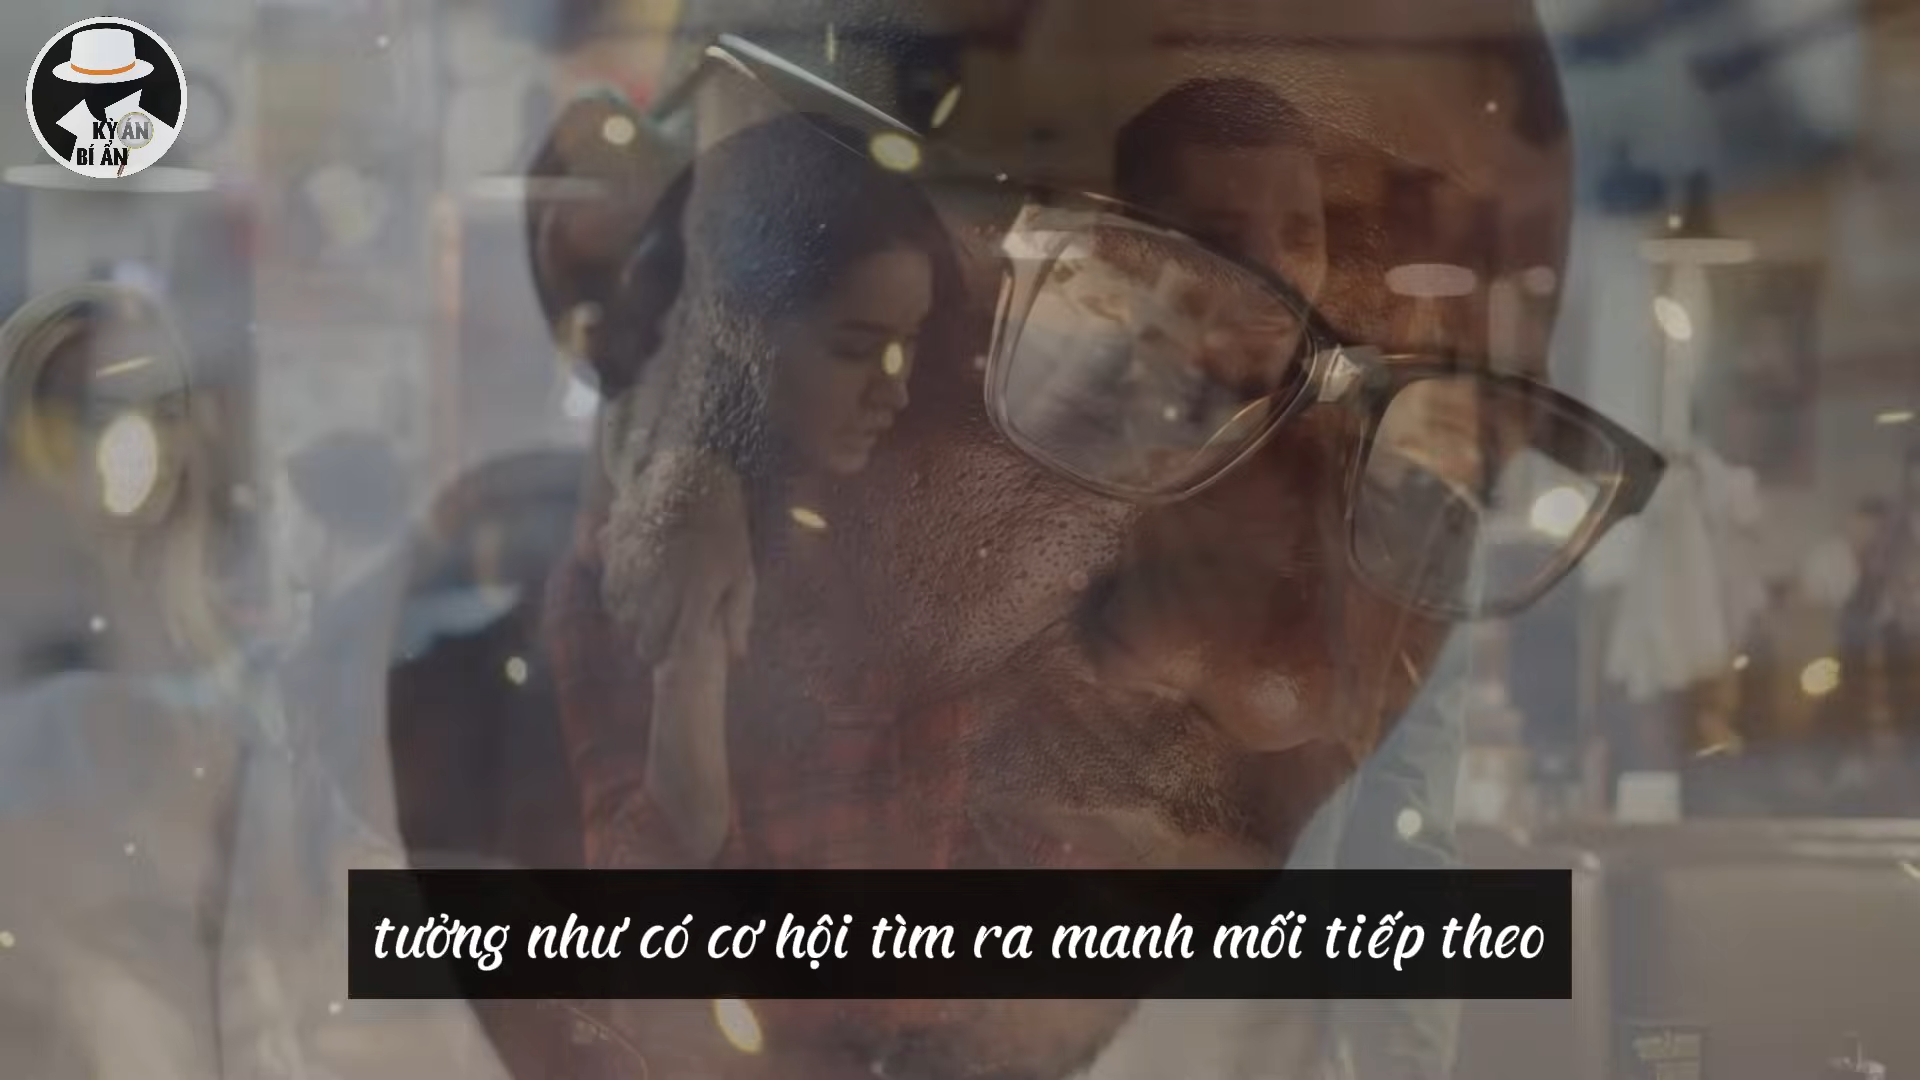 KỲ ÁN
BÍ ẨN
tưởng như có cơ hội tìm ra manh mối tiếp theo